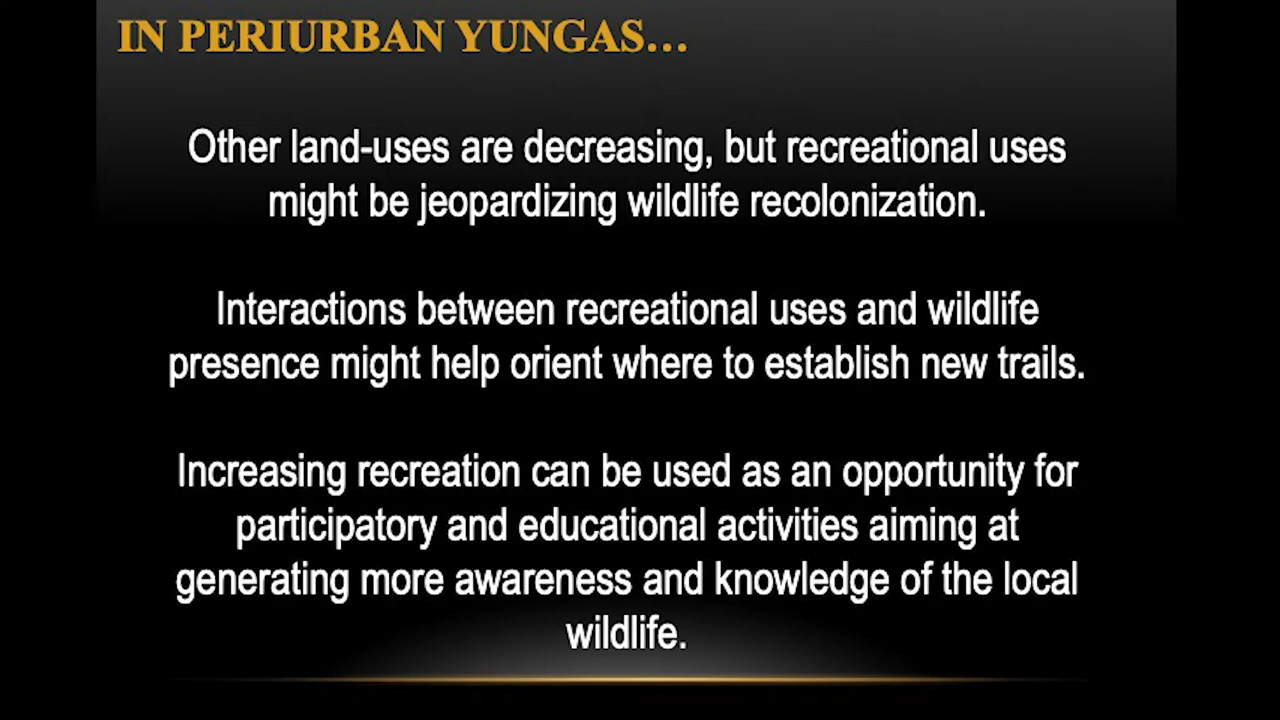 IN PERIURBAN YUNGAS…
Other land-uses are decreasing, but recreational uses
might be jeopardizing wildlife recolonization.
Interactions between recreational uses and wildlife
presence might help orient where to establish new trails.
Increasing recreation can be used as an opportunity for
participatory and educational activities aiming at
generating more awareness and knowledge of the local
wildlife.